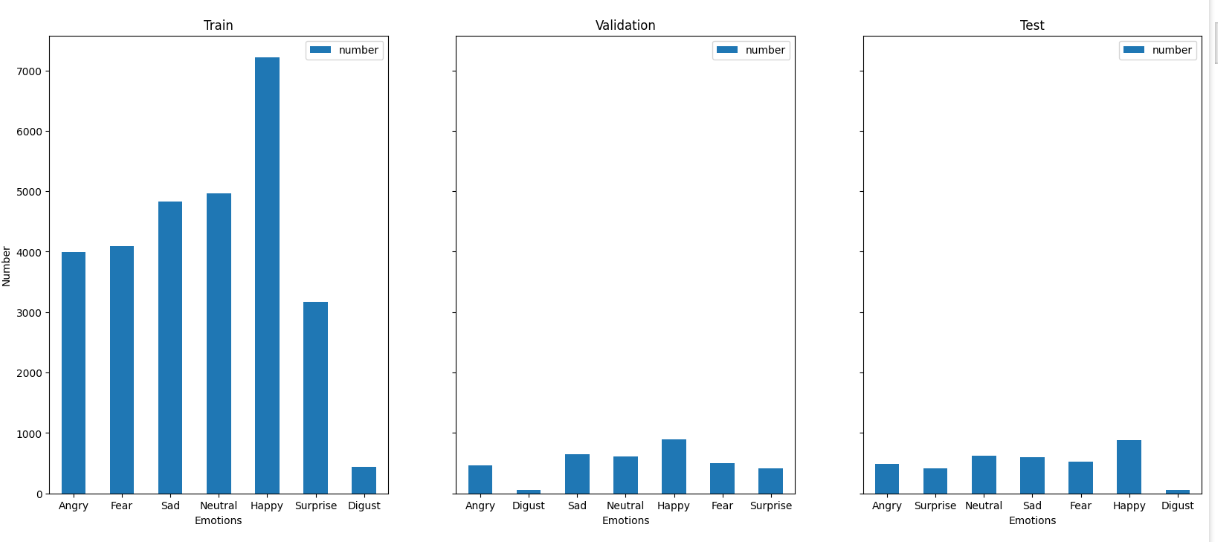 Train
number
7000
6000
5000
4000
3000
2000
1000
0
Number
Angry Fear Sad Neutral Happy Surprise Digust
Emotions
Validation
number
Angry Digust Sad Neutral Happy Fear Surprise
Emotions
Test
number
Angry Surprise Neutral Sad Fear Happy Digust
Emotions